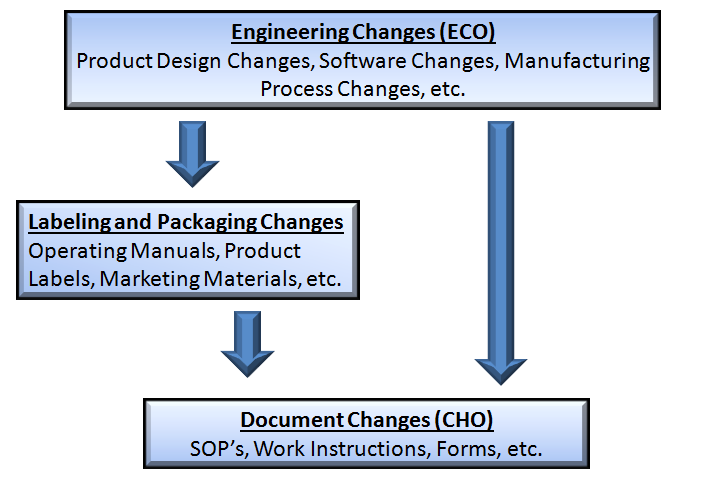 Engineering Changes (ECO)
Product Design Changes, Software Changes, Manufacturing
Process Changes, etc.
Labeling and Packaging Changes
Operating Manuals, Product
Labels, Marketing Materials, etc.
Document Changes (CHO)
SOP’s, Work Instructions, Forms, etc.